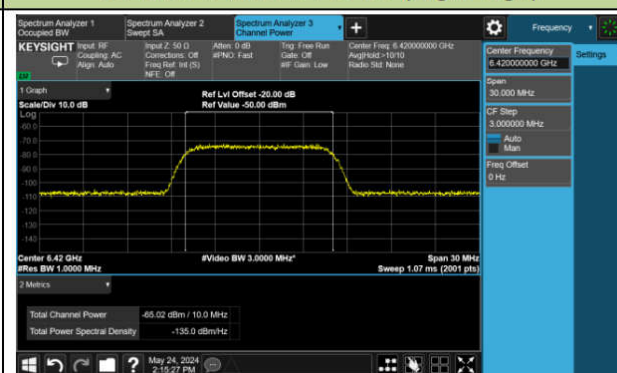 Spectrum Analyzer 1
Occupied BW
Spectrum Analyzer 2
Swept SA
Spectrum Analyzer 3
Channel Power
Frequency
KEYSIGHT
Input: RF
Coupling: AC
Align: Auto
Input Z: 50 Ω
Corrections: Off
Freq Ref: Int (S)
NFE: Off
Atten: 0 dB
#PNO: Fast
Trig: Free Run
Gate: Off
#IF Gain: Low
Center Freq: 6.420000000 GHz
Avg|Hold:>10/10
Radio Std: None
1 Graph
Scale/Div 10.0 dB
Ref Lvl Offset -20.00 dB
Ref Value -50.00 dBm
Log
-60.0
-70.0
-80.0
-90.0
-100
-110
-120
-130
-140
Center 6.42 GHz
#Res BW 1.0000 MHz
#Video BW 3.0000 MHz*
Span 30 MHz
Sweep 1.07 ms (2001 pts)
2 Metrics
Total Channel Power -65.02 dBm / 10.0 MHz
Total Power Spectral Density -135.0 dBm/Hz
May 24, 2024
2:15:27 PM
Center Frequency
6.420000000 GHz
Settings
Span
30.000 MHz
CF Step
3.000000 MHz
Auto
Man
Freq Offset
0 Hz